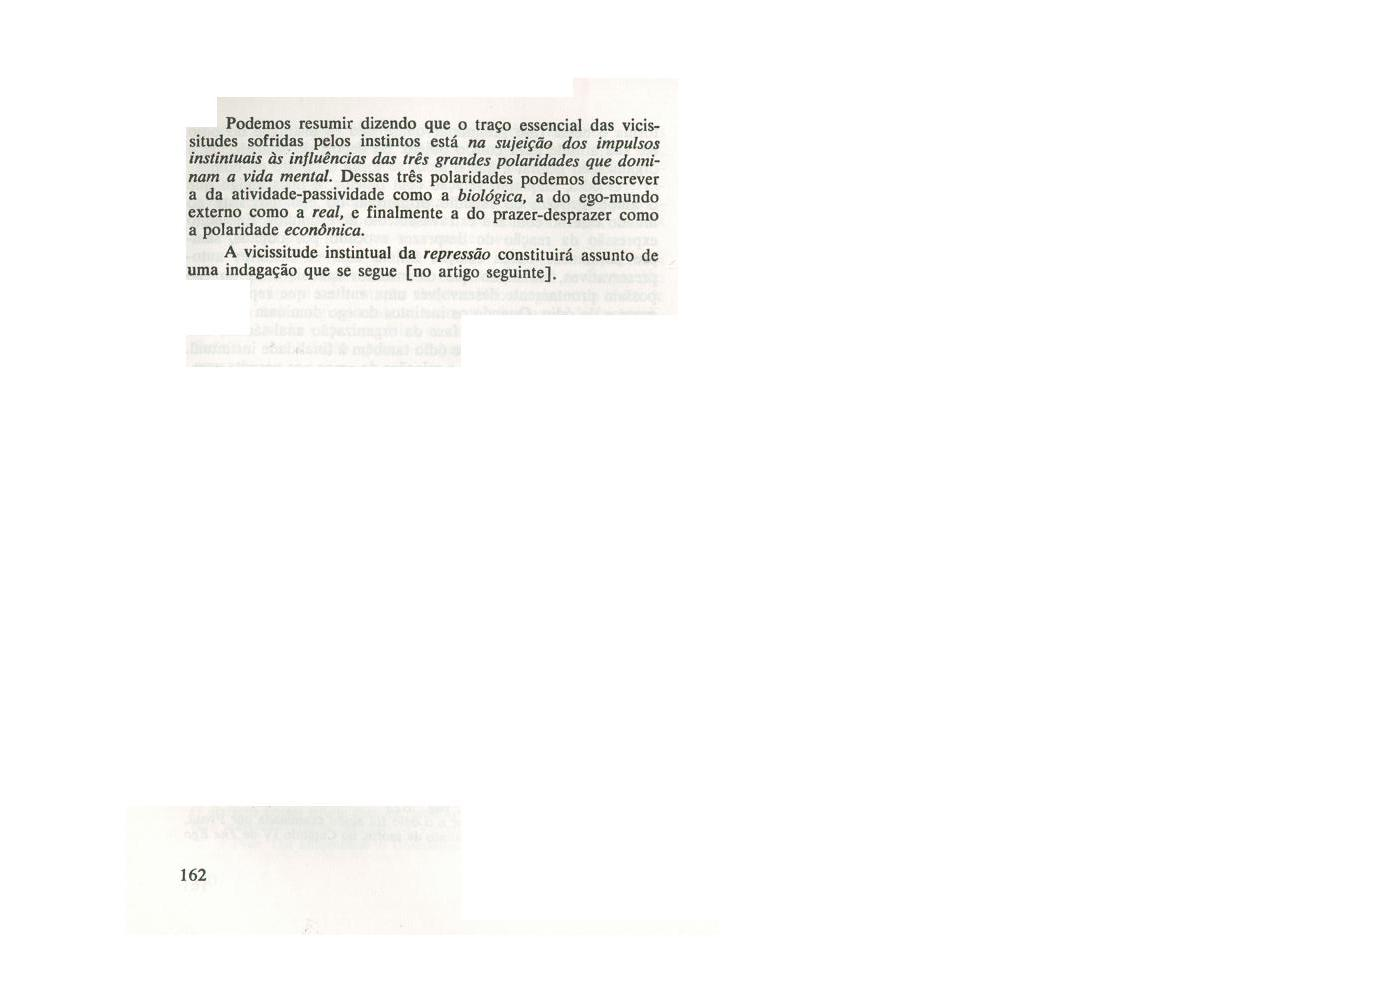 Podemos resumir dizendo que o traço essencial das vicis-
situdes sofridas pelos instintos está na sujeição dos impulsos
instintuais às influências das três grandes polaridades que domi-
nam a vida mental. Dessas três polaridades podemos descrever
a da atividade-passividade como a biológica, a do ego-mundo
externo como a real, e finalmente a do prazer-desprazer como
a polaridade econômica.
A vicissitude instintual da repressão constituirá assunto de
uma indagação que se segue [no artigo seguinte].
162